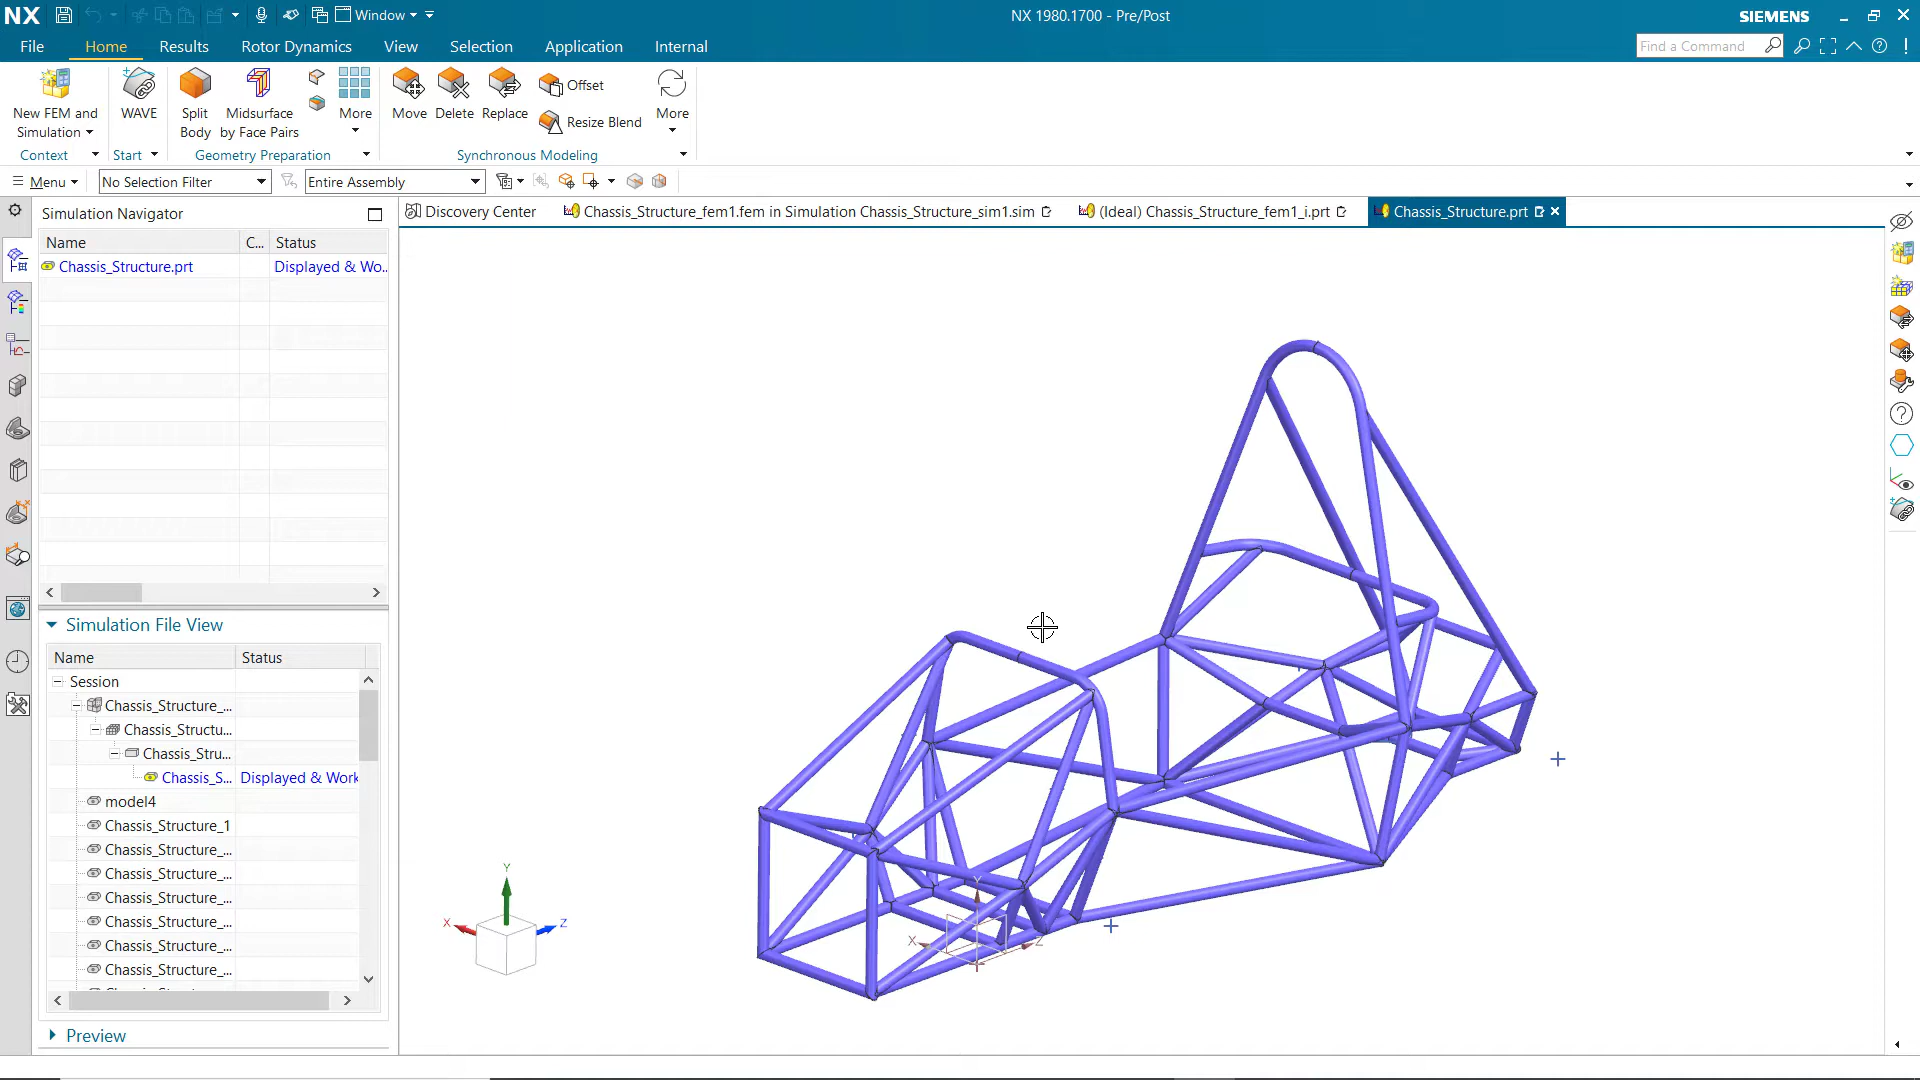 NX
Window
NX 1980.1700 - Pre/Post
SIEMENS
File
Home
Results
Rotor Dynamics
View
Selection
Application
Internal
Find a Command
New FEM and
Simulation
WAVE
Split
Body
Midsurface
by Face Pairs
More
Move
Delete
Replace
Offset
Resize Blend
More
Context
Start
Geometry Preparation
Synchronous Modeling
Menu
No Selection Filter
Entire Assembly
Simulation Navigator
Discovery Center
Chassis_Structure_fem1.fem in Simulation Chassis_Structure_sim1.sim
(Ideal) Chassis_Structure_fem1_i.prt
Chassis_Structure.prt
Name
C...
Status
Chassis_Structure.prt
Displayed & Wo..
Simulation File View
Name
Status
Session
Chassis_Structure_...
Chassis_Structu...
Chassis_Stru...
Chassis_S...
Displayed & Work
model4
Chassis_Structure_1
Chassis_Structure_...
Chassis_Structure_...
Chassis_Structure_...
Chassis_Structure_...
Chassis_Structure_...
Chassis_Structure_...
Preview
Y
X
Z
Y
X
Z